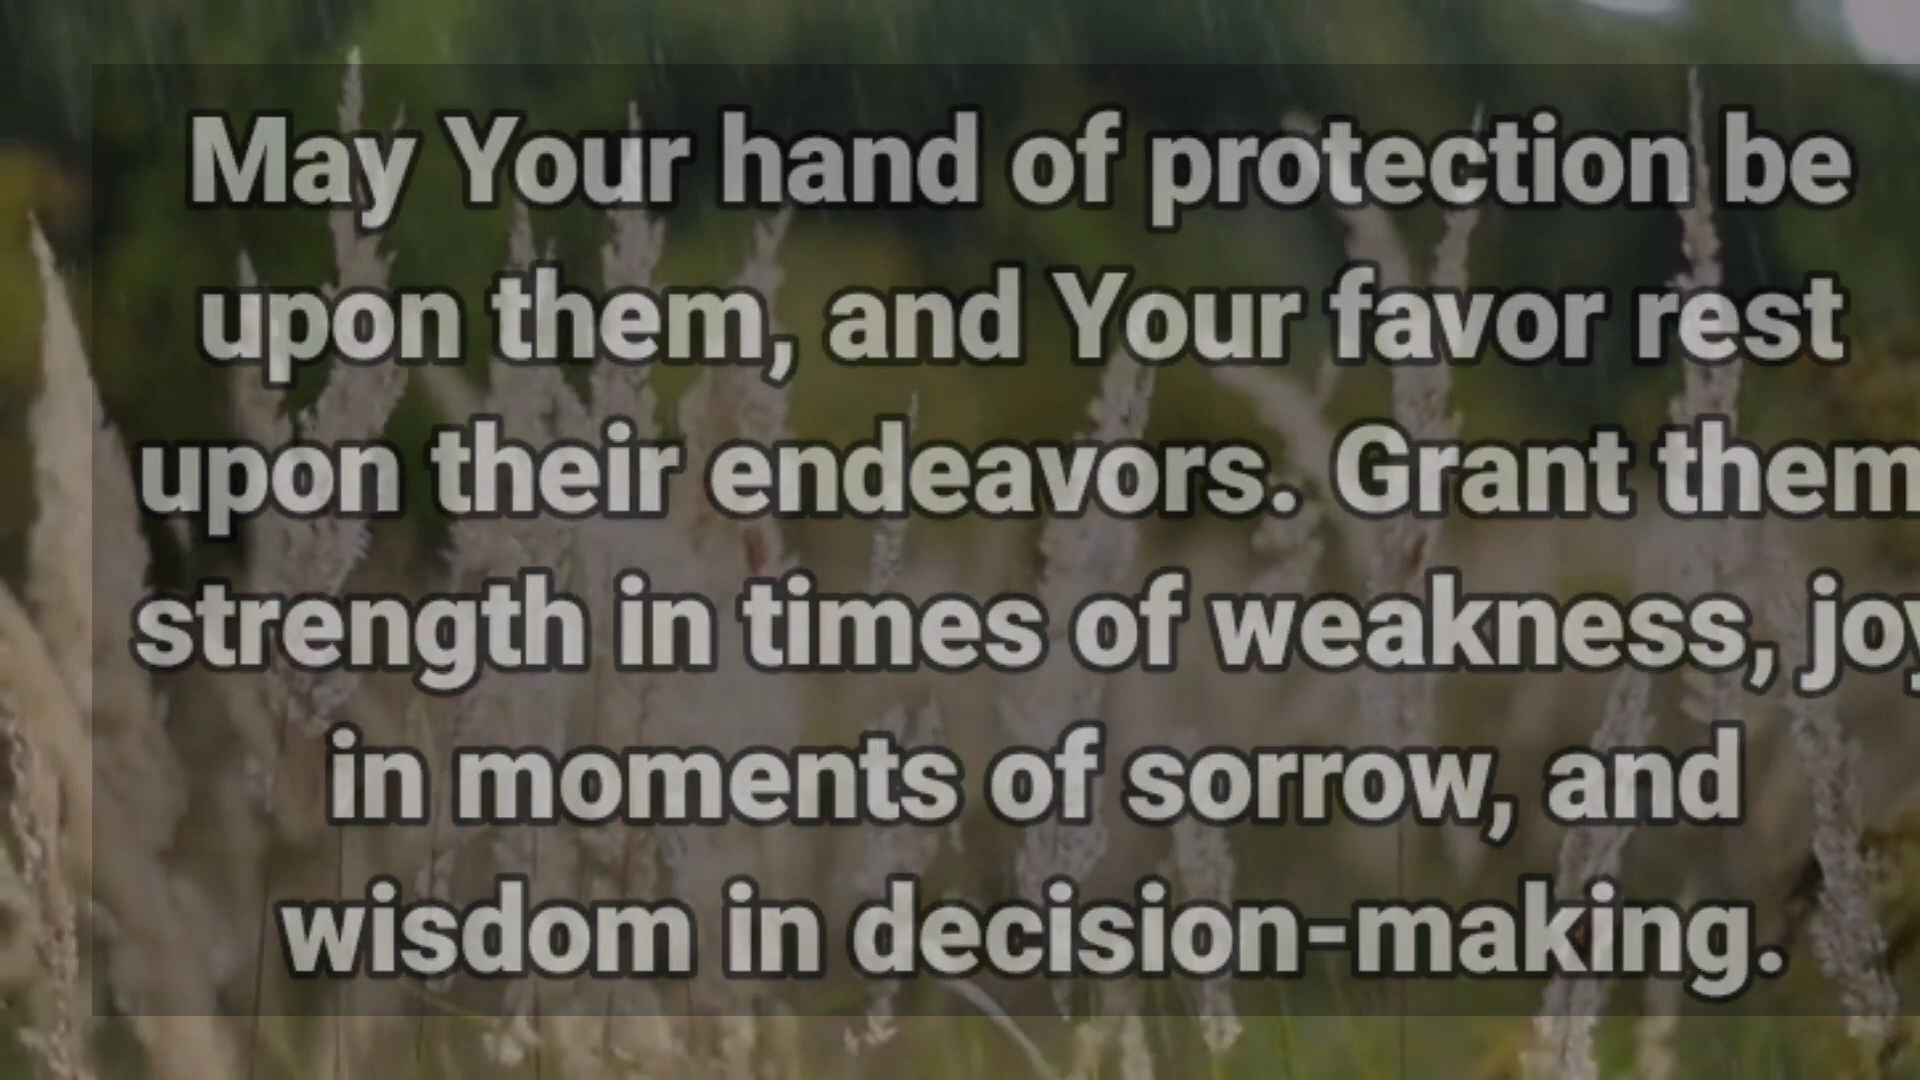 May Your hand of protection be
upon them, and Your favor rest
upon their endeavors. Grant them
strength in times of weakness, joy
in moments of sorrow, and
wisdom in decision-making.